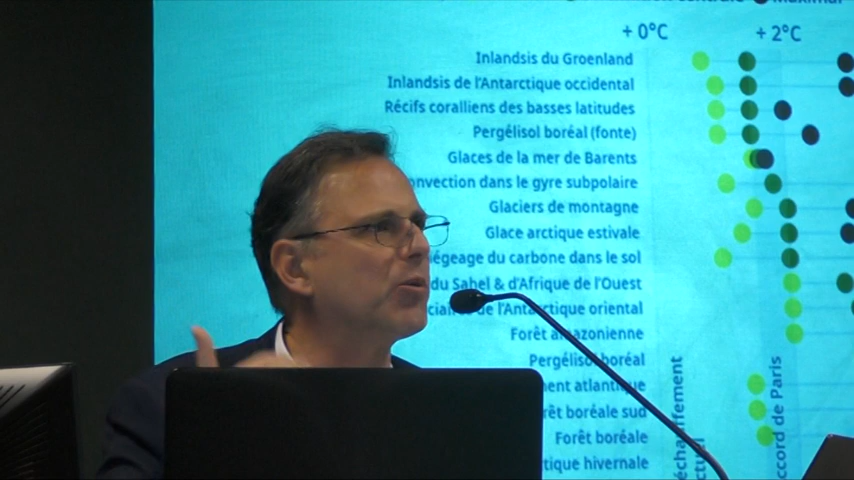 + 0°C + 2°C
Inlandsis du Groenland
Inlandsis de l'Antarctique occidental
Récifs coralliens des basses latitudes
Pergélisol boréal (fonte)
Glaces de la mer de Barents
onvection dans le gyre subpolaire
Glaciers de montagne
Glace arctique estivale
égeage du carbone dans le sol
du Sahel & d'Afrique de l'Ouest
de l'Antarctique oriental
Forêt amazonienne
Pergélisol boréal
ent atlantique
rêt boréale sud
Forêt boréale
tique hivernale
échauffement
ctuel
ccord de Paris